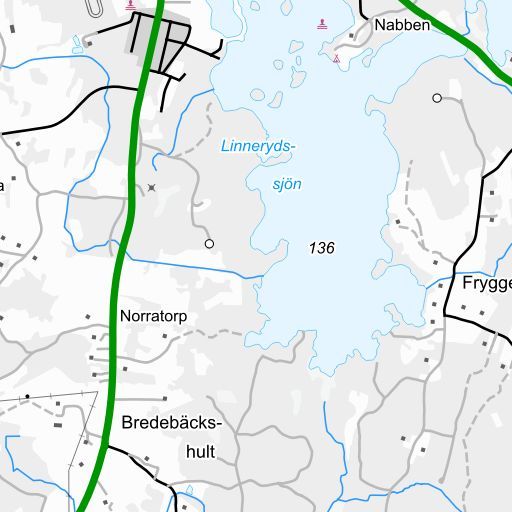 Nabben
Linneryds-
sjön
a
136
Frygge
Norratorp
Bredebäcks-
hult